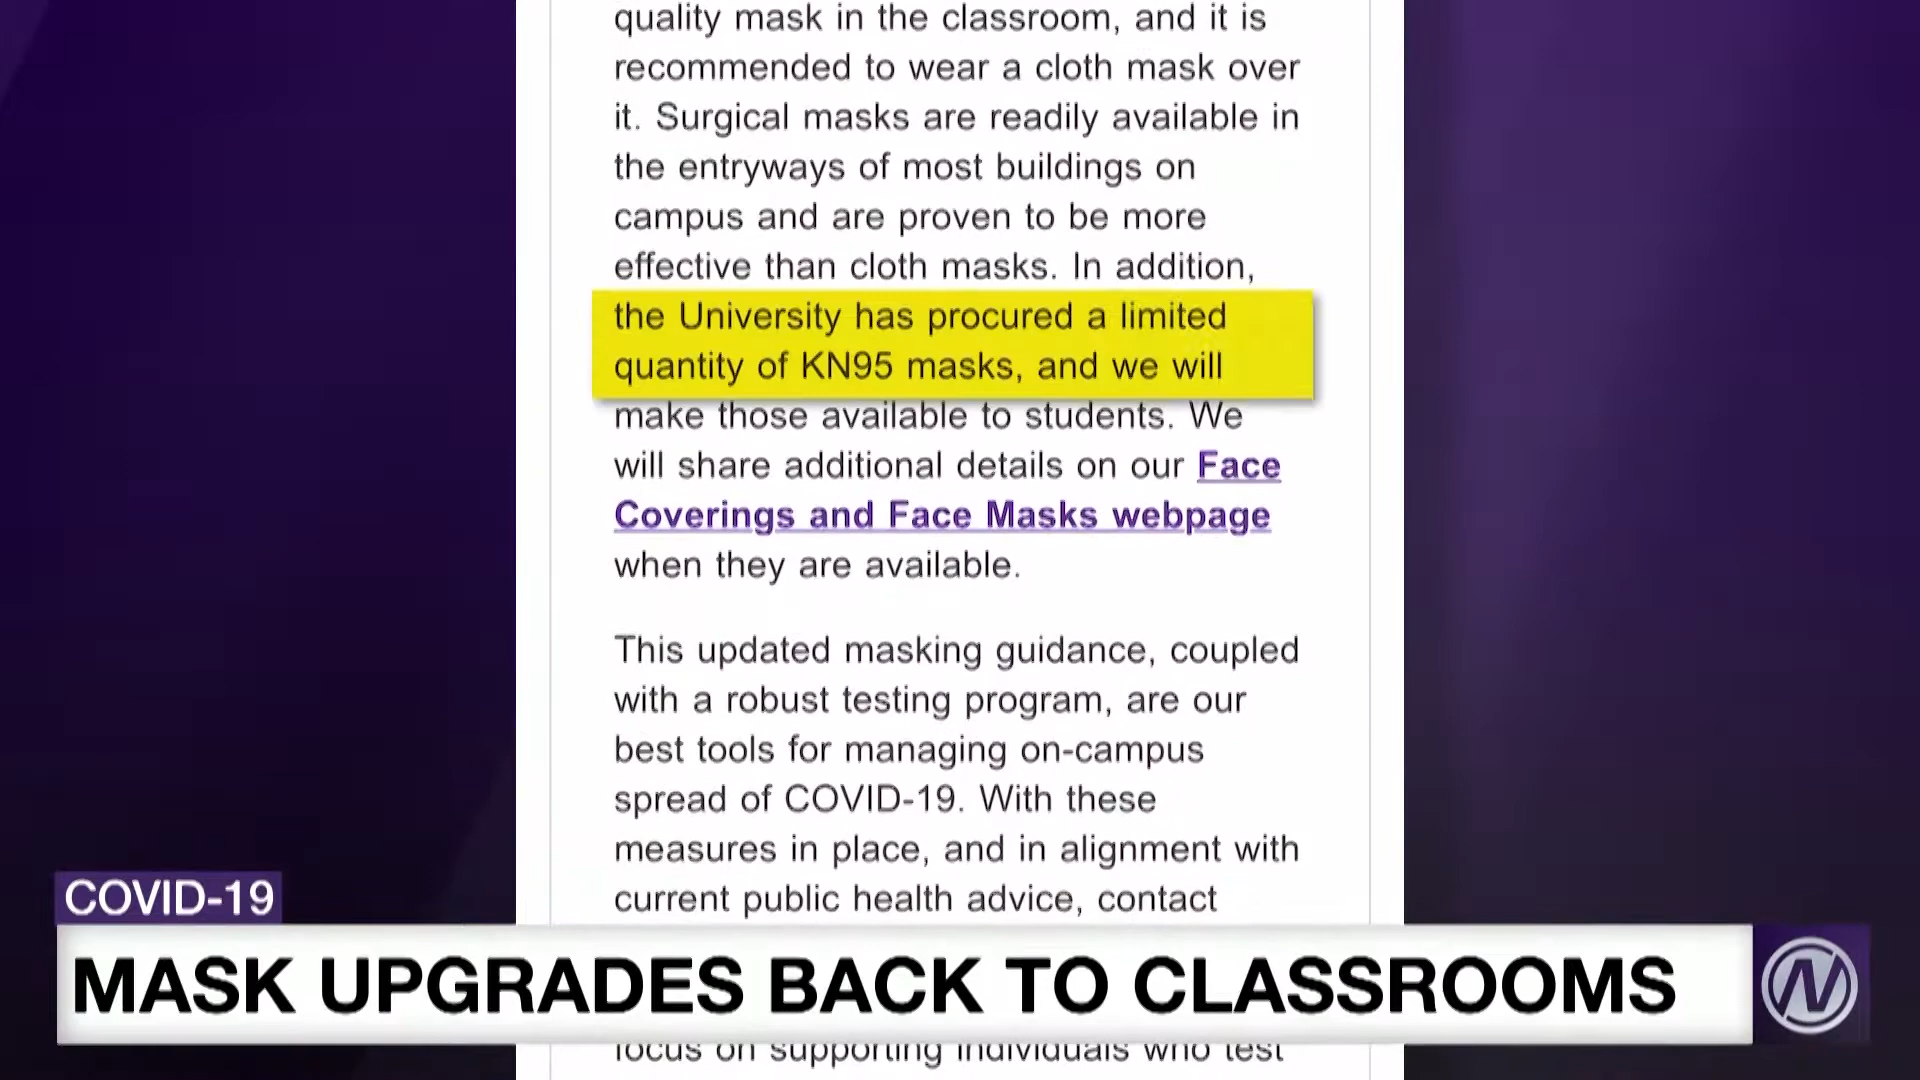 quality mask in the classroom, and it is
recommended to wear a cloth mask over
it. Surgical masks are readily available in
the entryways of most buildings on
campus and are proven to be more
effective than cloth masks. In addition,
the University has procured a limited
quantity of KN95 masks, and we will
make those available to students. We
will share additional details on our Face
Coverings and Face Masks webpage
when they are available.
This updated masking guidance, coupled
with a robust testing program, are our
best tools for managing on-campus
spread of COVID-19. With these
measures in place, and in alignment with
current public health advice, contact
COVID-19
MASK UPGRADES BACK TO CLASSROOMS
N
focus on supporting individuals who test